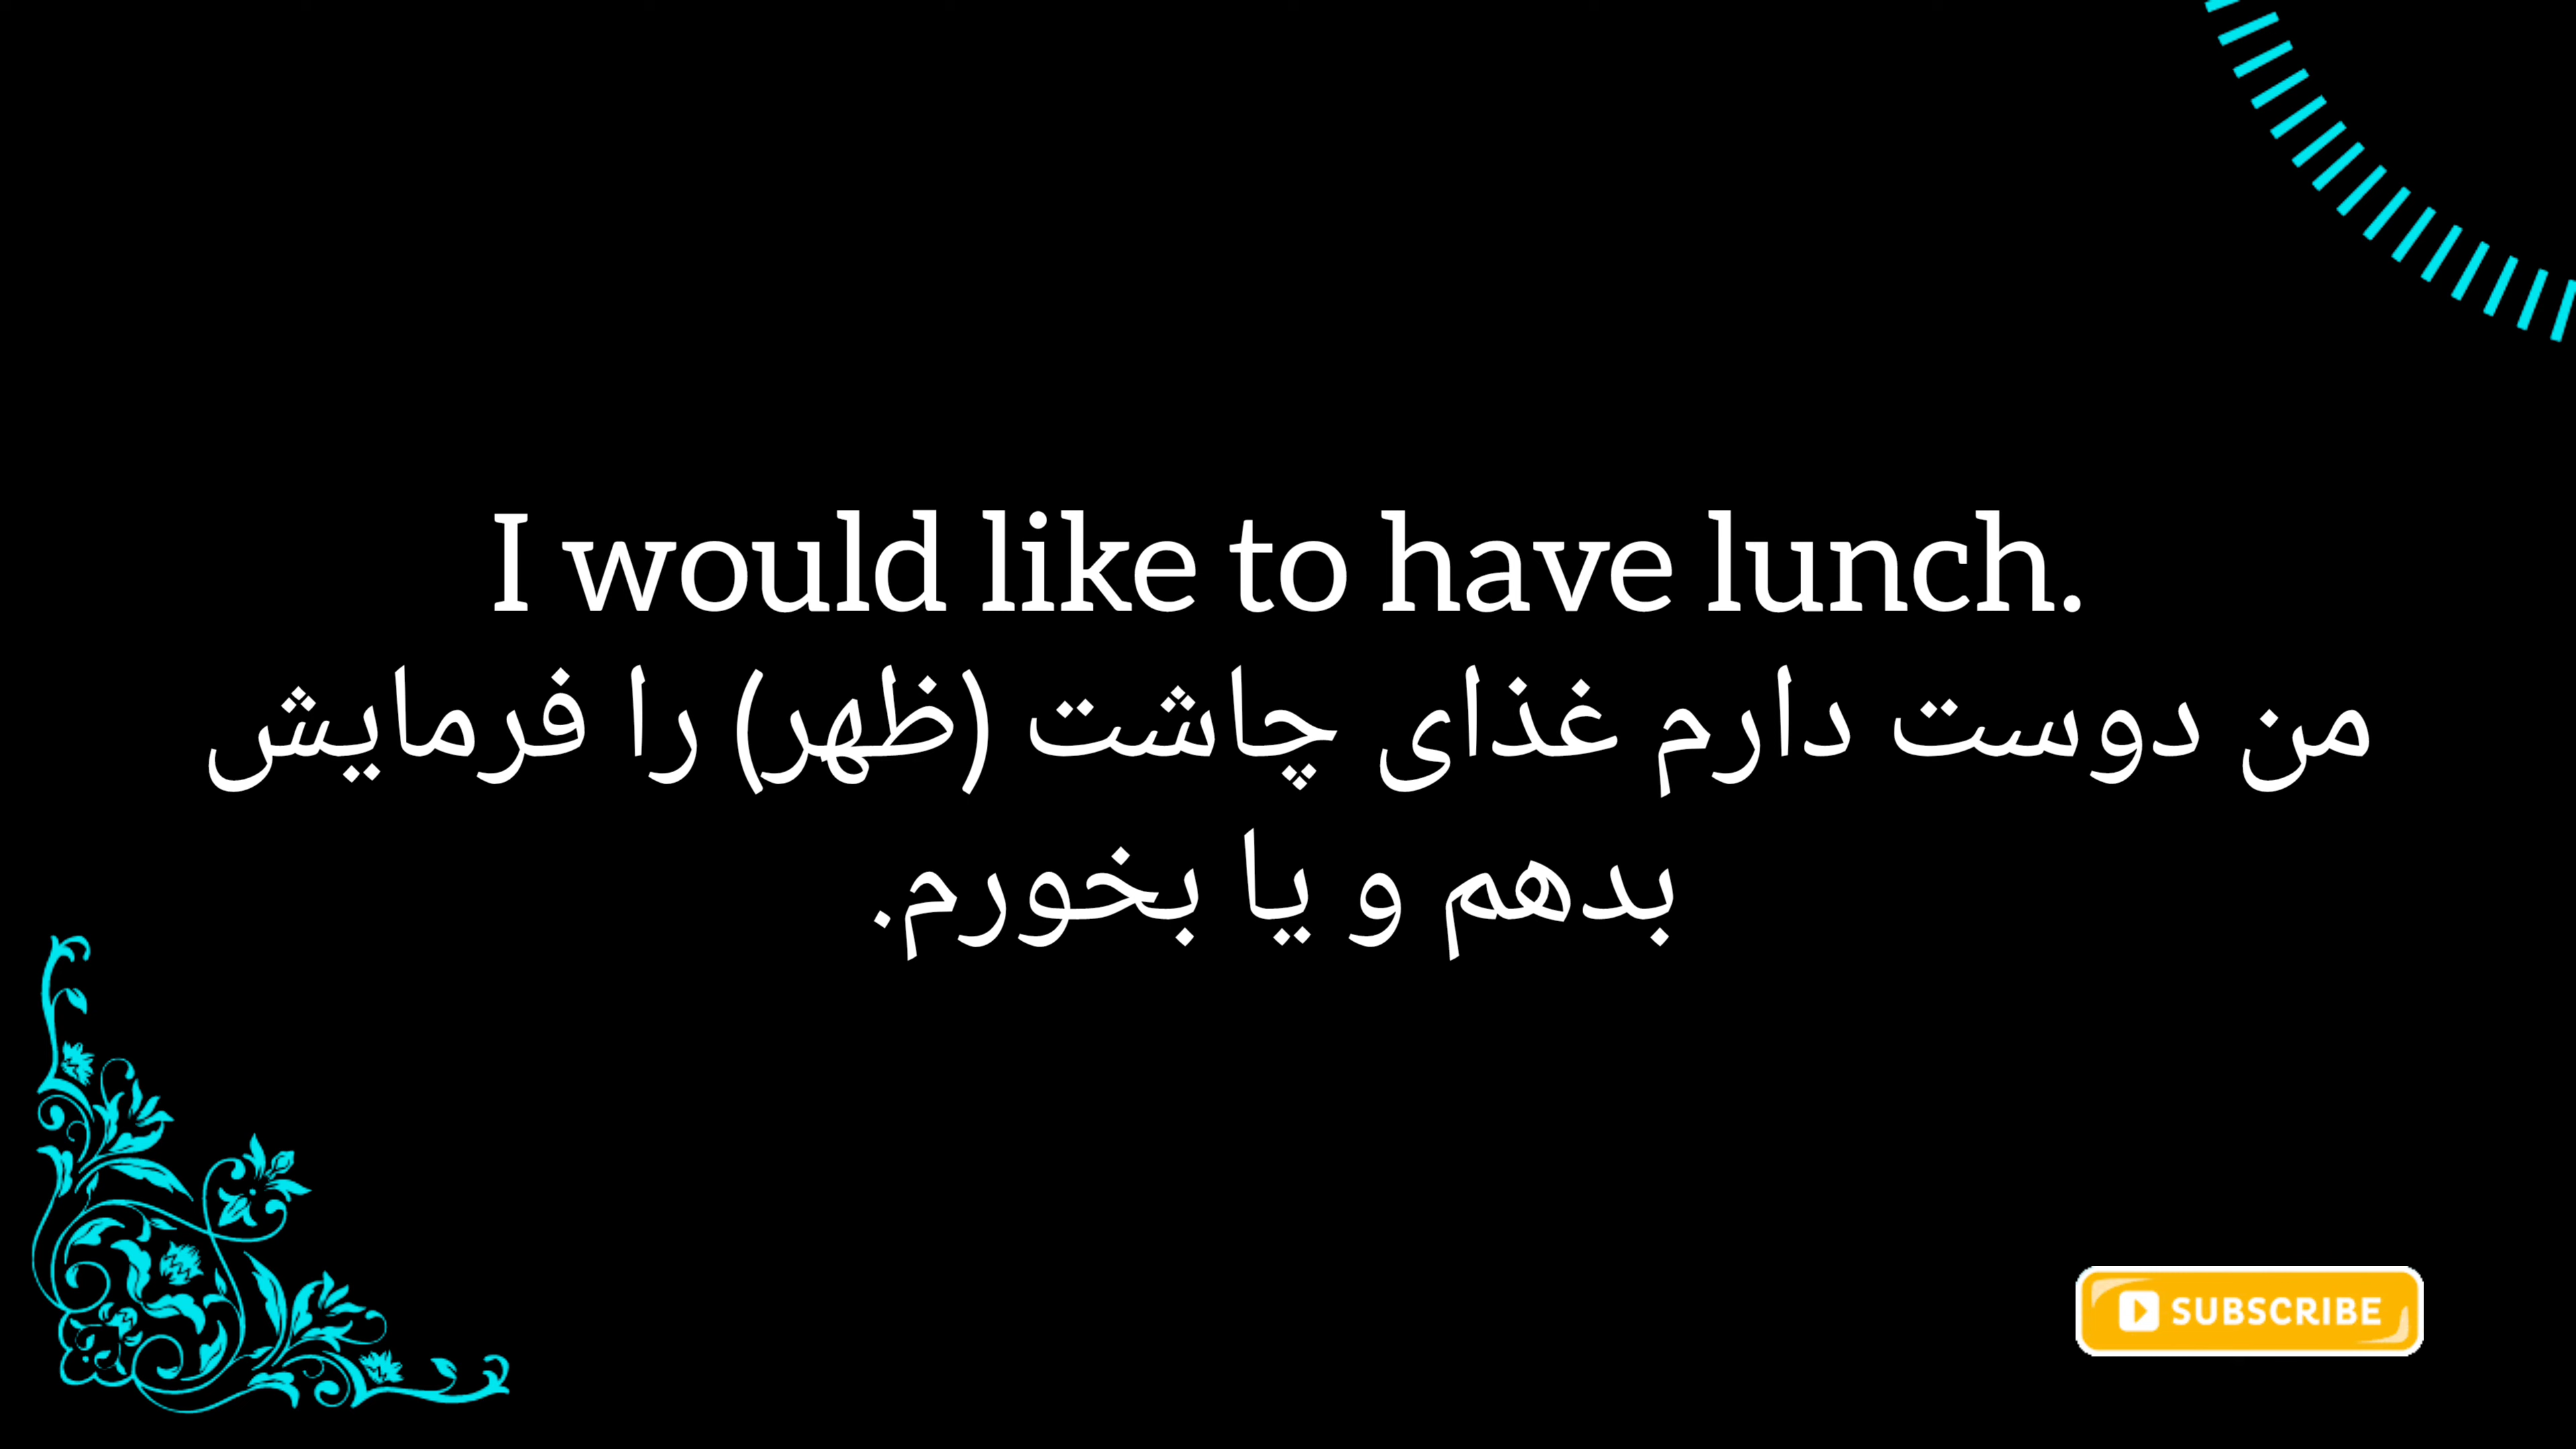 I would like to have lunch.
من دوست دارم غذای چاشت (ظهر) را فرمایش
بدهم و یا بخورم.
SUBSCRIBE